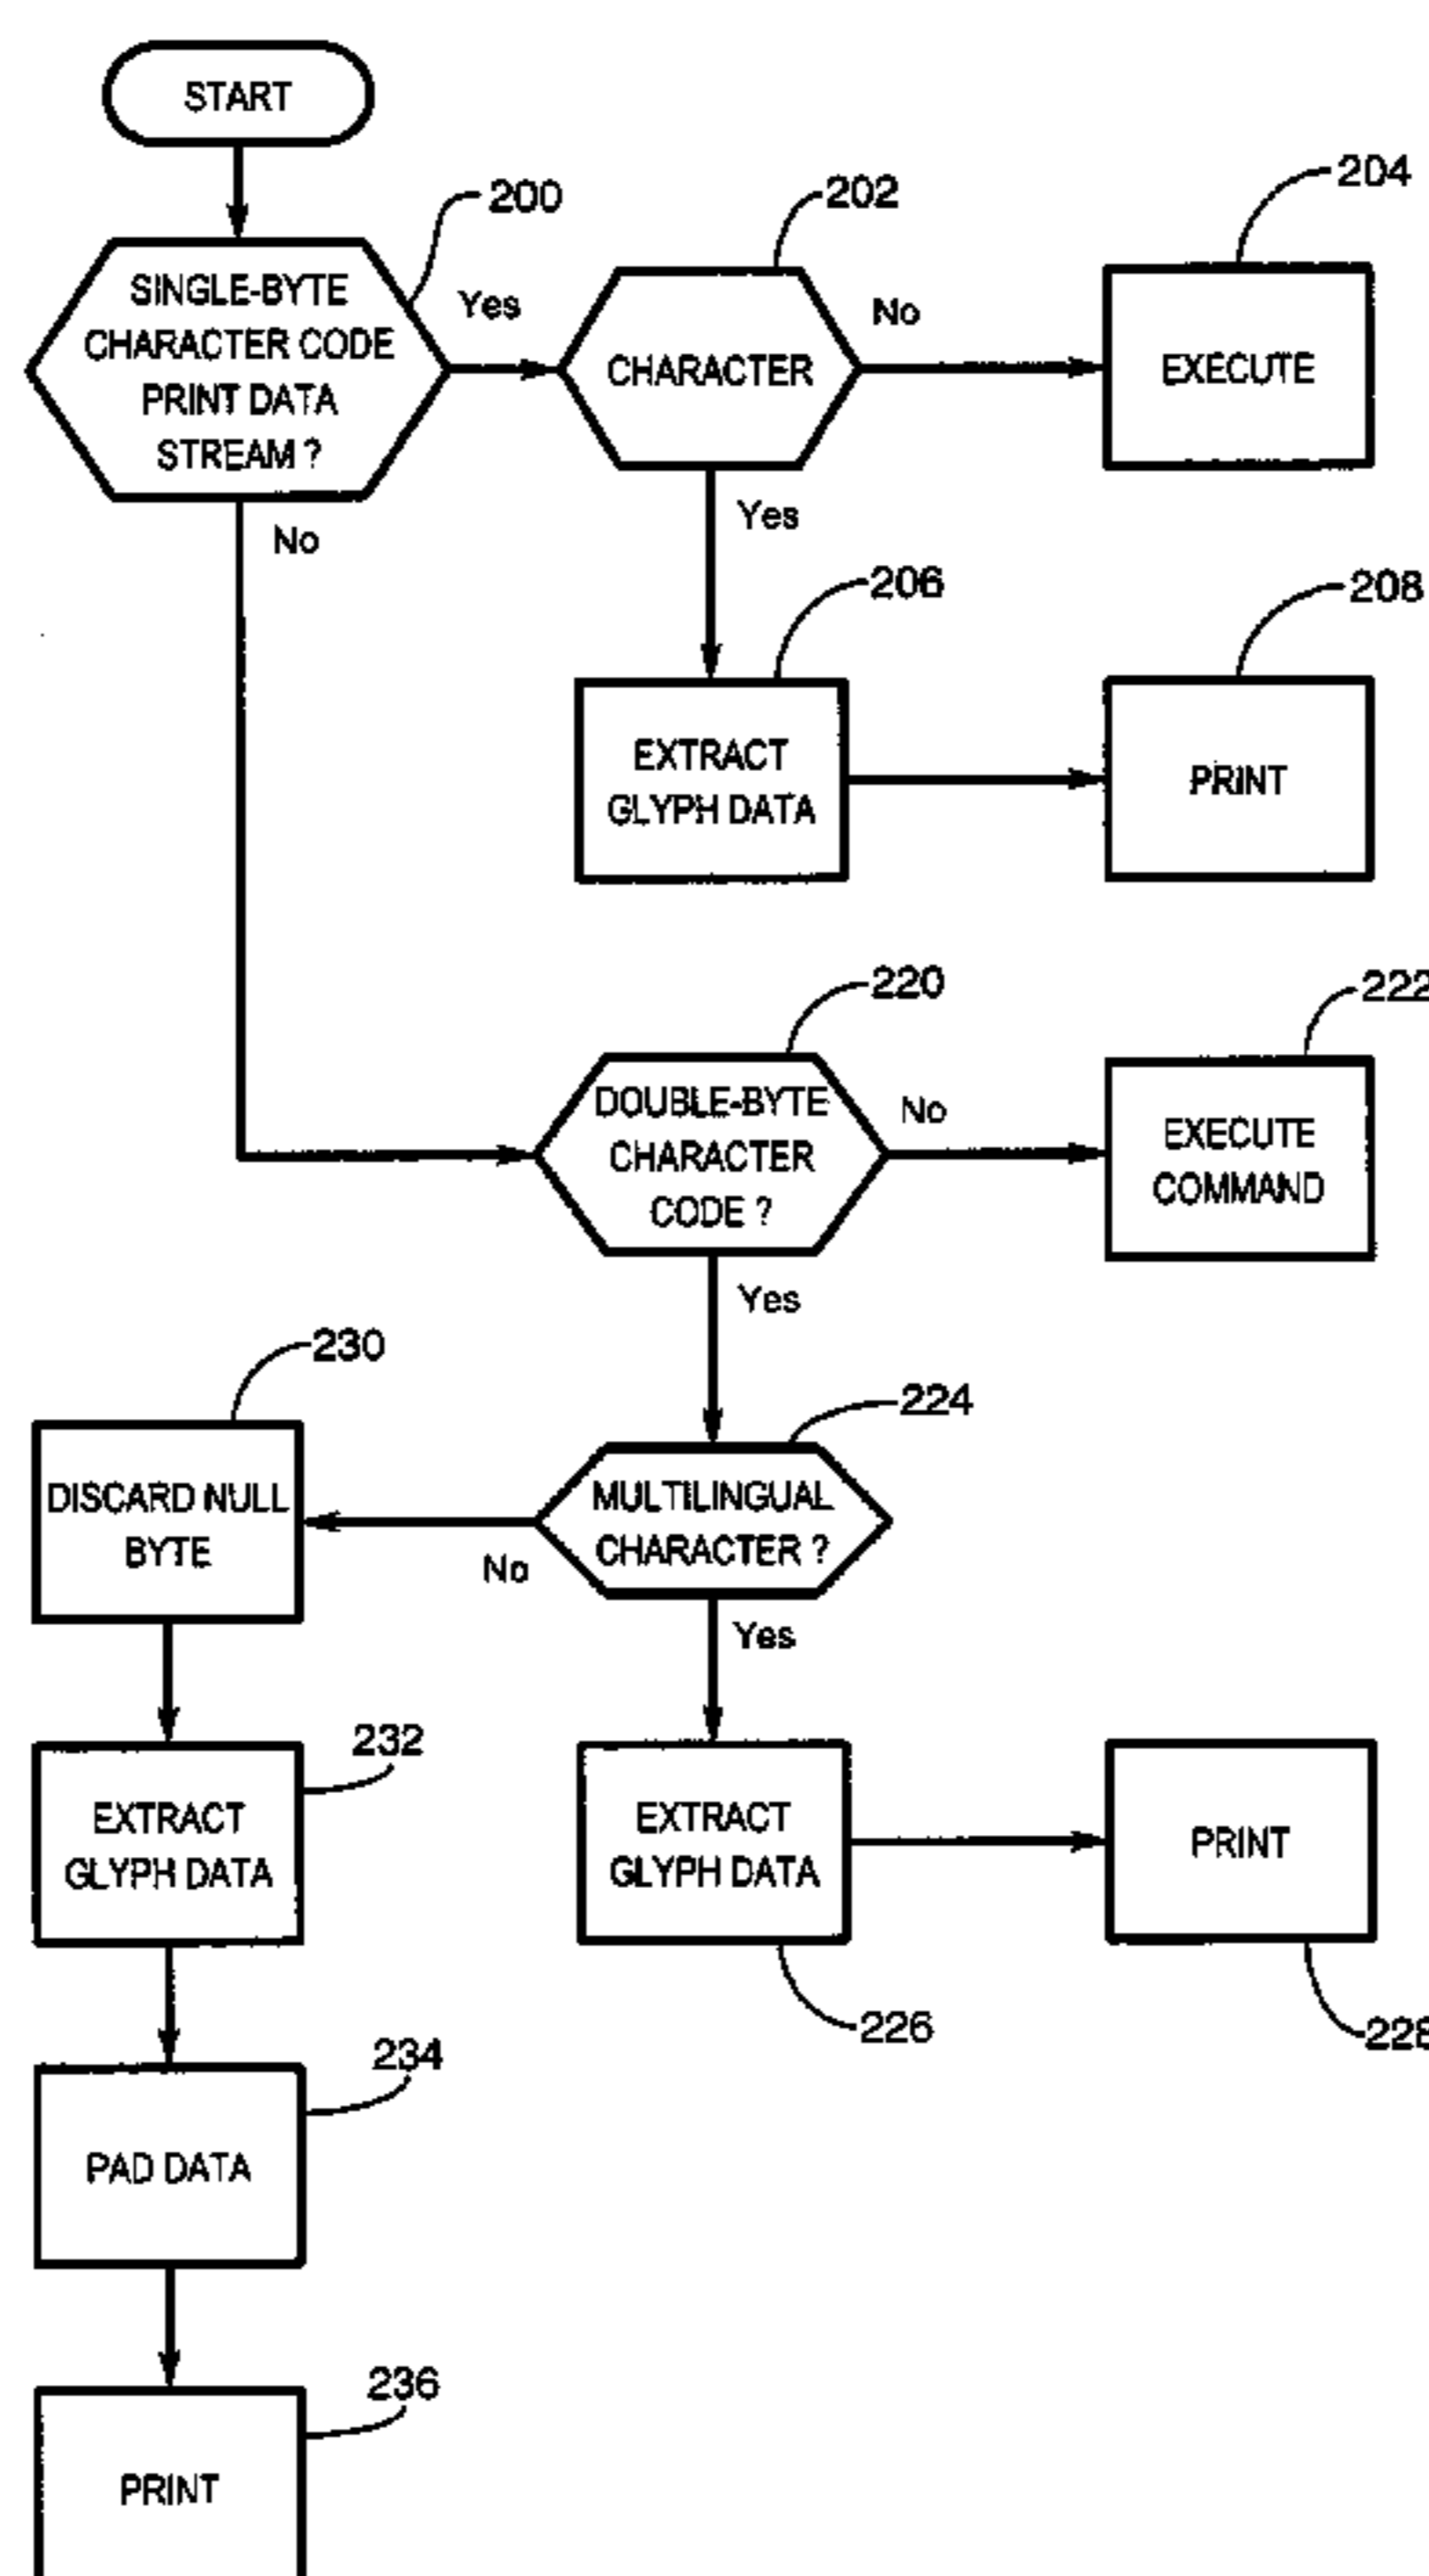 START
200
202
204
SINGLE-BYTE
CHARACTER CODE
PRINT DATA
STREAM ?
Yes
CHARACTER
No
EXECUTE
No
Yes
206
208
EXTRACT
GLYPH DATA
PRINT
220
222
DOUBLE-BYTE
CHARACTER
CODE ?
No
EXECUTE
COMMAND
Yes
230
224
DISCARD NULL
BYTE
No
MULTILINGUAL
CHARACTER ?
Yes
232
EXTRACT
GLYPH DATA
EXTRACT
GLYPH DATA
PRINT
226
228
234
PAD DATA
236
PRINT